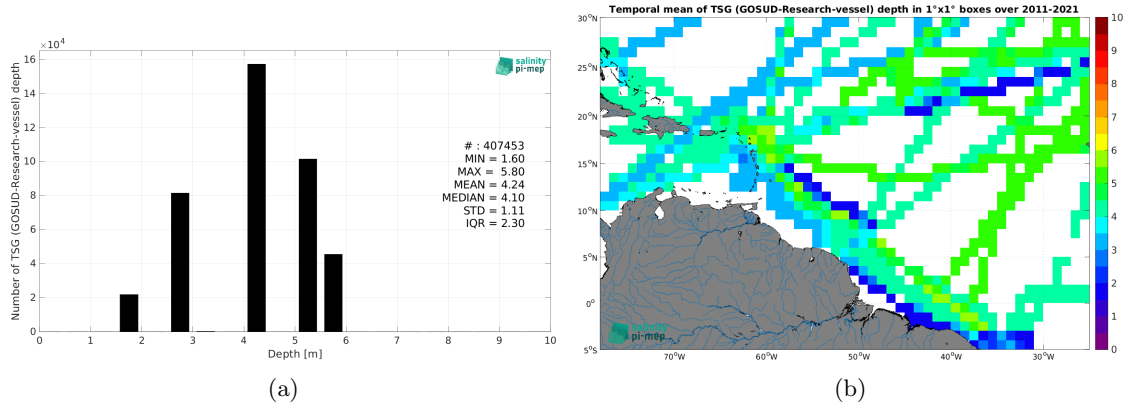 ×10⁴
16
14
12
10
8
6
4
2
0
Number of TSG (GOSUD-Research-vessel) depth
0 1 2 3 4 5 6 7 8 9 10
Depth [m]
salinity
pi-mep
# : 407453
MIN = 1.60
MAX = 5.80
MEAN = 4.24
MEDIAN = 4.10
STD = 1.11
IQR = 2.30
(a)
Temporal mean of TSG (GOSUD-Research-vessel) depth in 1°x1° boxes over 2011-2021
30°N
25°N
20°N
15°N
10°N
5°N
0°
5°S
70°W 60°W 50°W 40°W 30°W
salinity
pi-mep
10
9
8
7
6
5
4
3
2
1
0
(b)